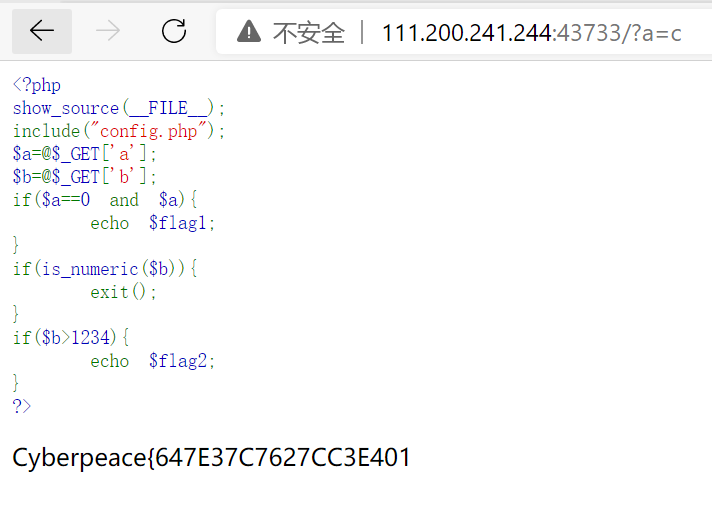 不安全 | 111.200.241.244:43733/?a=c
<?php
show_source(__FILE__);
include("config.php");
$a=@$_GET['a'];
$b=@$_GET['b'];
if($a==0 and $a){
echo $flag1;
}
if(is_numeric($b)){
exit();
}
if($b>1234){
echo $flag2;
}
?>
Cyberpeace{647E37C7627CC3E401